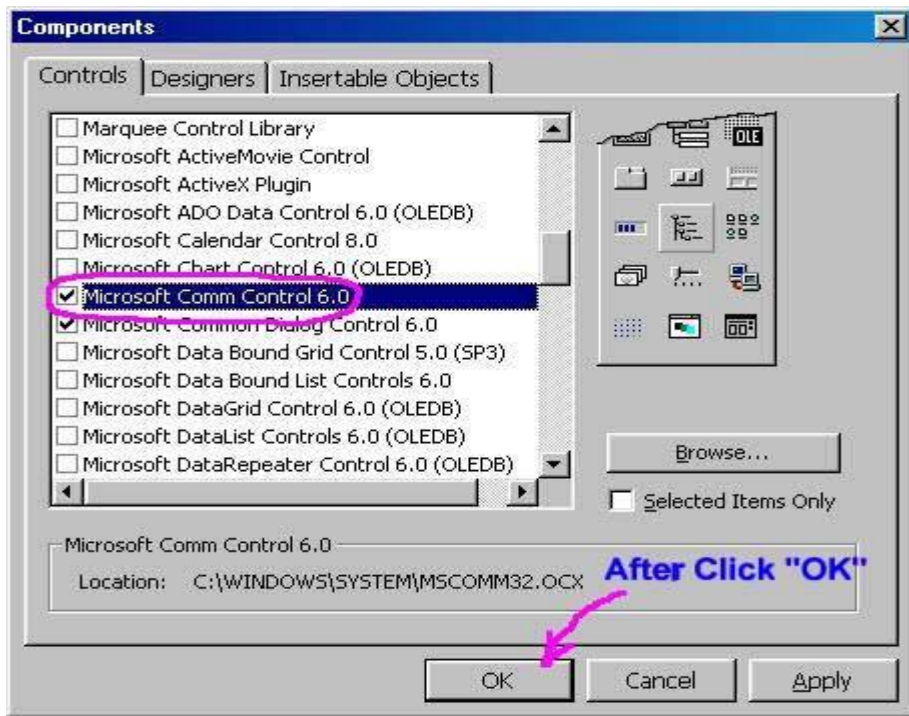 Components
Controls
Designers
Insertable Objects
Marquee Control Library
Microsoft ActiveMovie Control
Microsoft ActiveX Plugin
Microsoft ADO Data Control 6.0 (OLEDB)
Microsoft Calendar Control 8.0
Microsoft Chart Control 6.0 (OLEDB)
Microsoft Comm Control 6.0
Microsoft Common Dialog Control 6.0
Microsoft Data Bound Grid Control 5.0 (SP3)
Microsoft Data Bound List Controls 6.0
Microsoft DataGrid Control 6.0 (OLEDB)
Microsoft DataList Controls 6.0 (OLEDB)
Microsoft DataRepeater Control 6.0 (OLEDB)
OLE
Browse...
Selected Items Only
Microsoft Comm Control 6.0
Location: C:\WINDOWS\SYSTEM\MSCOMM32.OCX
After Click "OK"
OK
Cancel
Apply